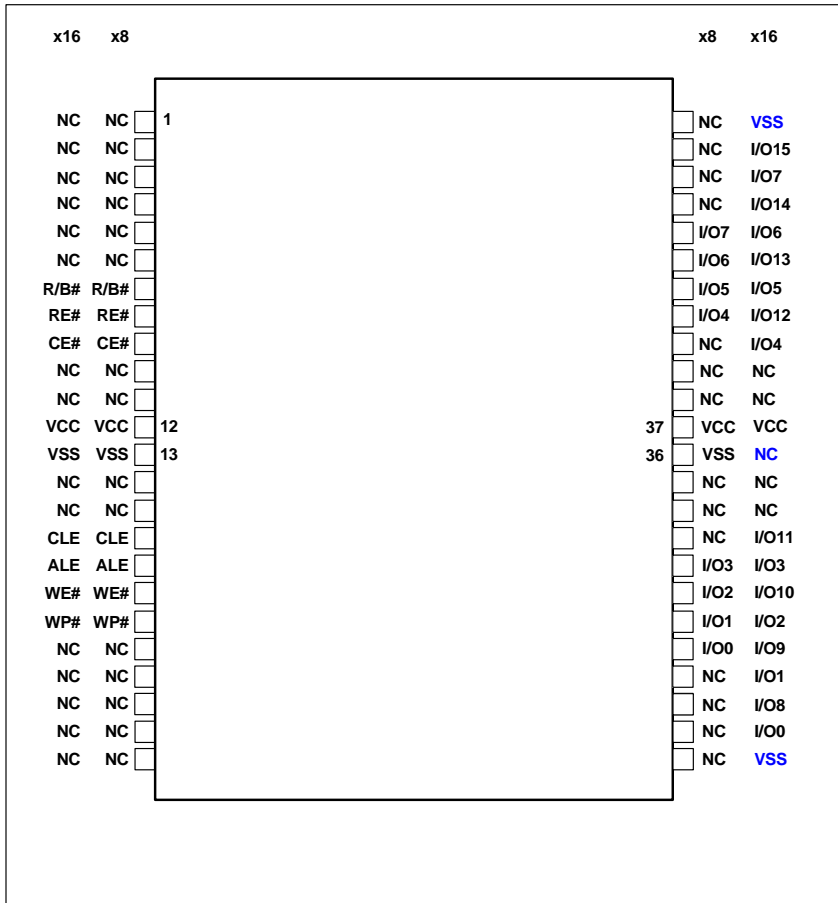 x16 x8 x8 x16
NC NC 1 NC VSS
NC NC NC I/O15
NC NC NC I/O7
NC NC NC I/O14
NC NC I/O7 I/O6
NC NC I/O6 I/O13
R/B# R/B# I/O5 I/O5
RE# RE# I/O4 I/O12
CE# CE# NC I/O4
NC NC NC NC
NC NC NC NC
VCC VCC 12 37 VCC VCC
VSS VSS 13 36 VSS NC
NC NC NC NC
NC NC NC NC
CLE CLE NC I/O11
ALE ALE I/O3 I/O3
WE# WE# I/O2 I/O10
WP# WP# I/O1 I/O2
NC NC I/O0 I/O9
NC NC NC I/O1
NC NC NC I/O8
NC NC NC I/O0
NC NC NC VSS